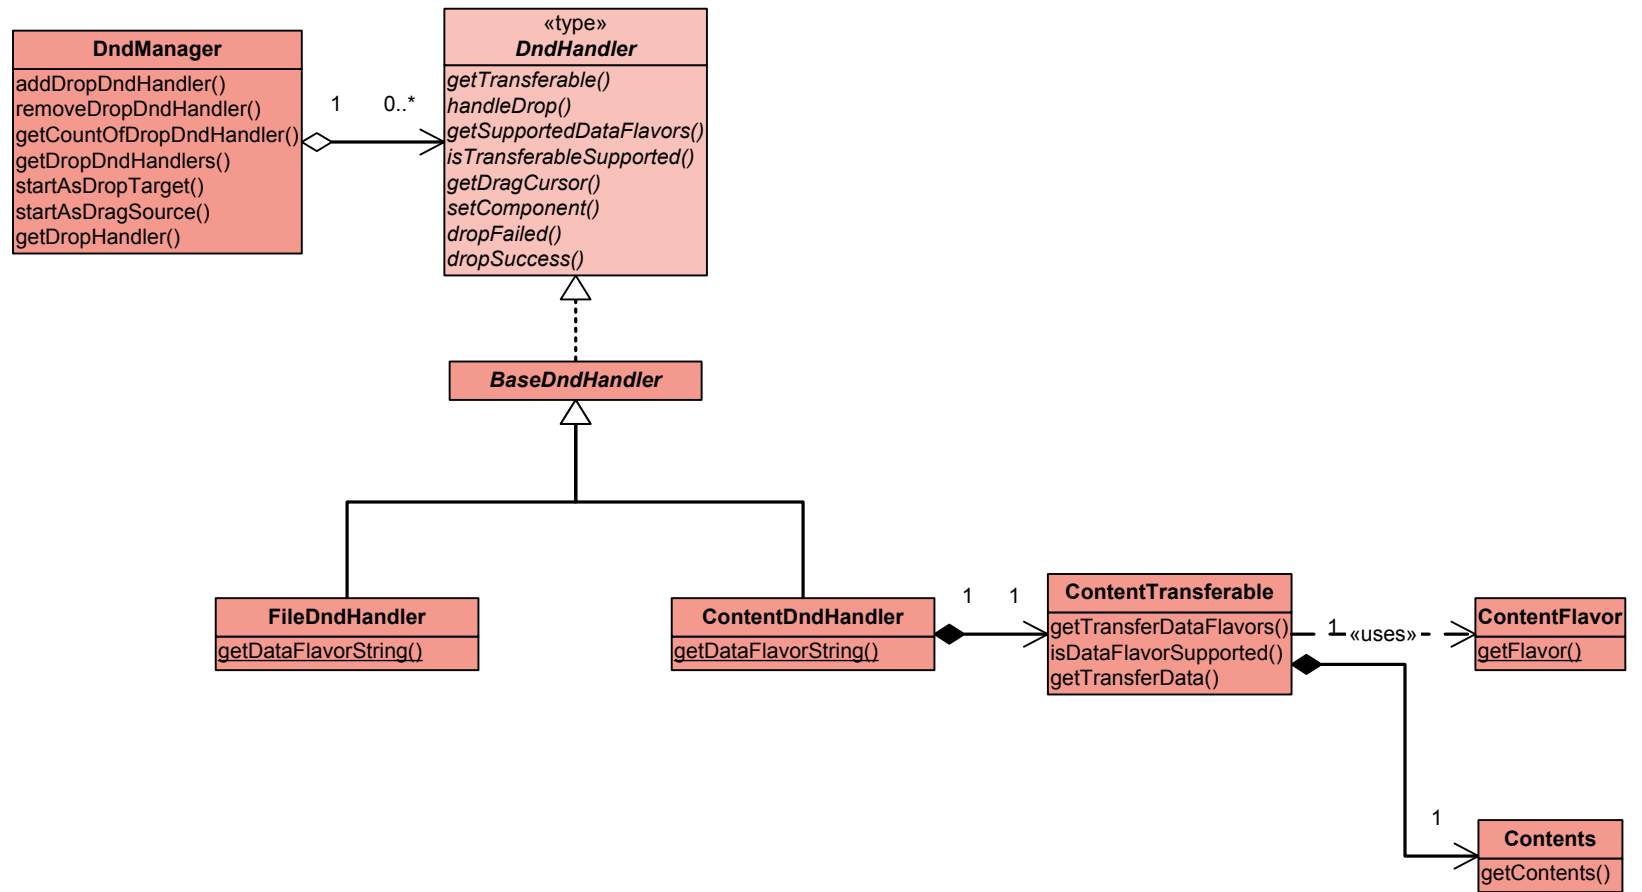 DndManager
addDropDndHandler()
removeDropDndHandler()
getCountOfDropDndHandler()
getDropDndHandlers()
startAsDropTarget()
startAsDragSource()
getDropHandler()
1
0..*
«type»
DndHandler
getTransferable()
handleDrop()
getSupportedDataFlavors()
isTransferableSupported()
getDragCursor()
setComponent()
dropFailed()
dropSuccess()
BaseDndHandler
FileDndHandler
getDataFlavorString()
ContentDndHandler
getDataFlavorString()
1
1
ContentTransferable
getTransferDataFlavors()
isDataFlavorSupported()
getTransferData()
1
«uses»
ContentFlavor
getFlavor()
1
Contents
getContents()